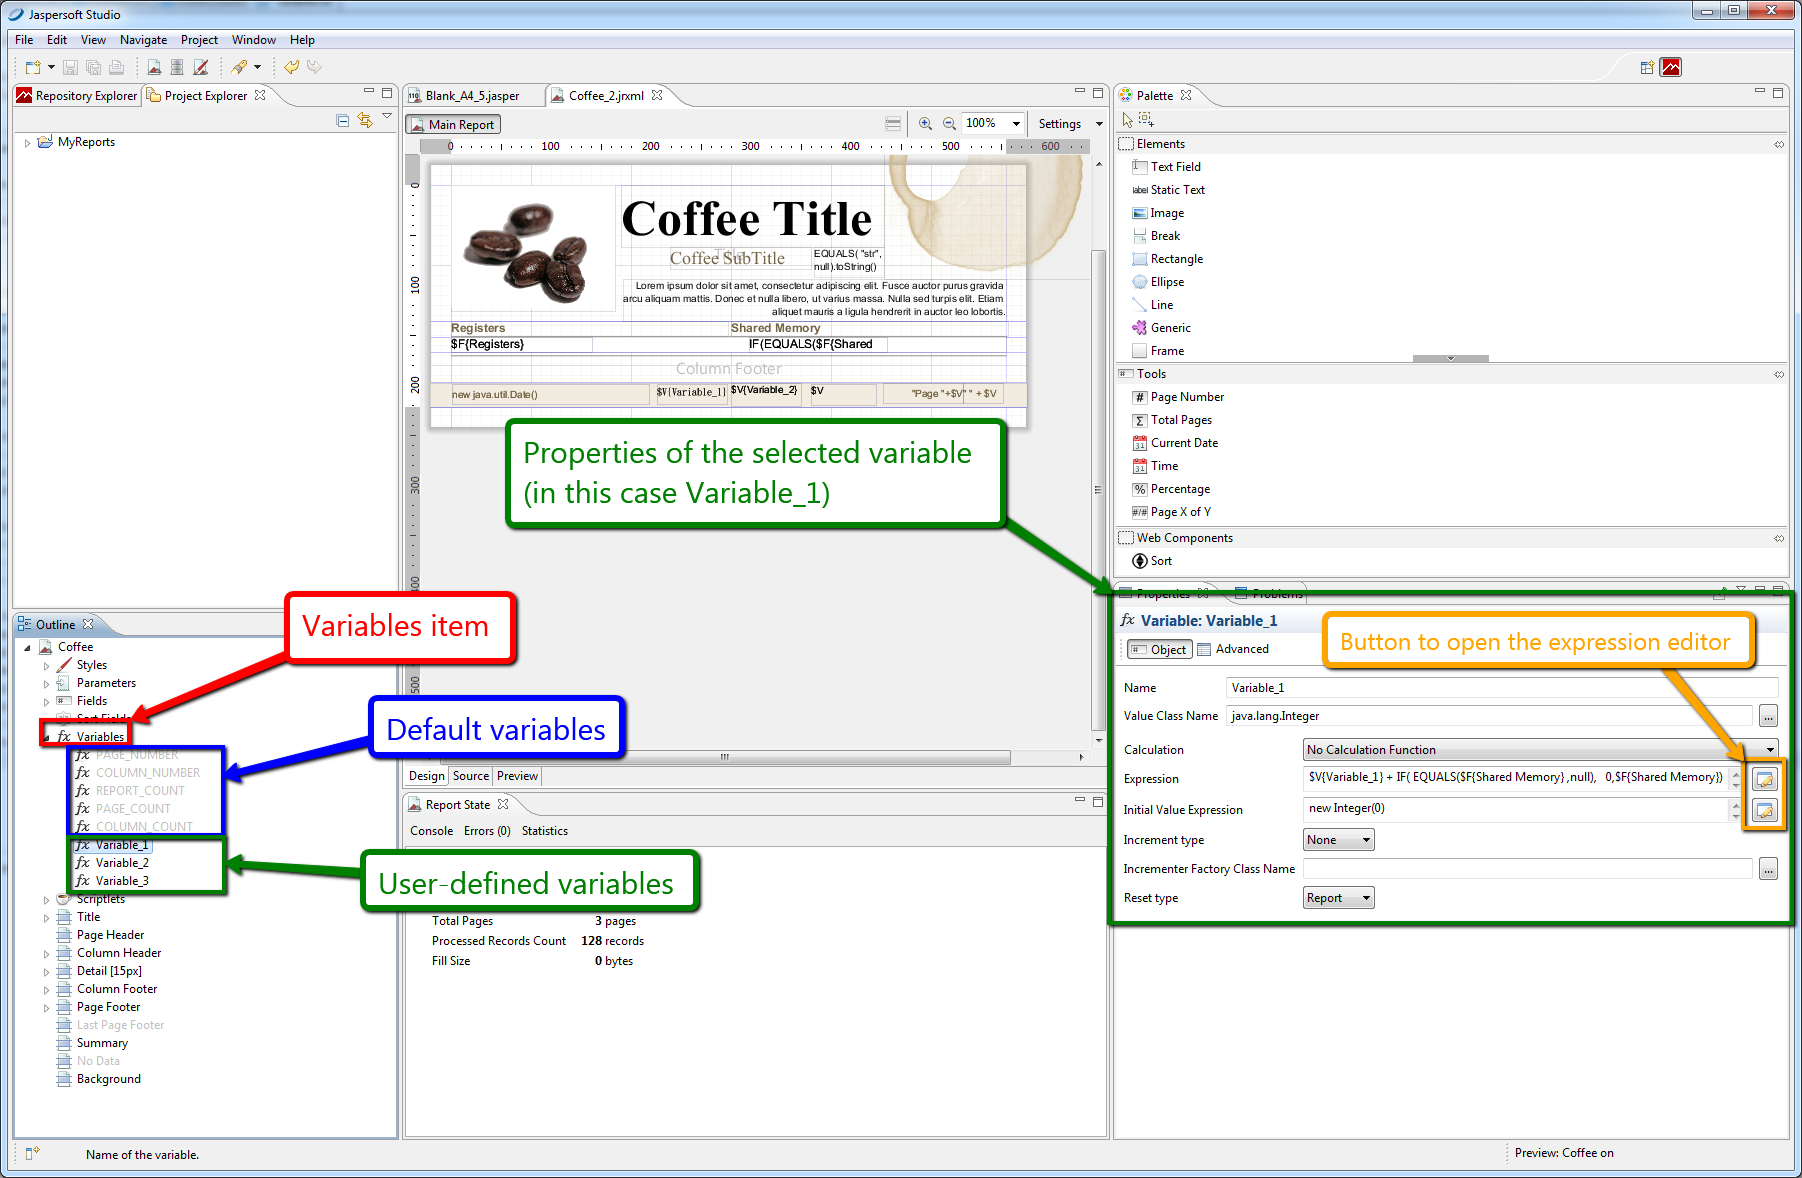 Jaspersoft Studio
File Edit View Navigate Project Window Help
Repository Explorer Project Explorer
MyReports
Outline
Coffee
Styles
Parameters
Fields
Sort Fields
Variables
PAGE_NUMBER
COLUMN_NUMBER
REPORT_COUNT
PAGE_COUNT
COLUMN_COUNT
Variable_1
Variable_2
Variable_3
Scriptlets
Title
Page Header
Column Header
Detail [15px]
Column Footer
Page Footer
Last Page Footer
Summary
No Data
Background
Variables item
Default variables
User-defined variables
Blank_A4_5.jasper Coffee_2.jrxml
Main Report 100% Settings
0 100 200 300 400 500 600
0
100
200
300
400
500
Coffee Title
Coffee SubTitle
EQUALS( "str",
null).toString()
Lorem ipsum dolor sit amet, consectetur adipiscing elit. Fusce auctor purus gravida
arcu aliquam mattis. Donec et nulla libero, ut varius massa. Nulla sed turpis elit. Etiam
aliquet mauris a ligula hendrerit in auctor leo lobortis.
Registers Shared Memory
$F{Registers} IF(EQUALS($F{Shared
Column Footer
new java.util.Date() $V{Variable_1} $V{Variable_2} $V "Page "+$V" " + $V
Properties of the selected variable
(in this case Variable_1)
Design Source Preview
Report State
Console Errors (0) Statistics
Total Pages 3 pages
Processed Records Count 128 records
Fill Size 0 bytes
Palette
Elements
Text Field
label Static Text
Image
Break
Rectangle
Ellipse
Line
Generic
Frame
Tools
# Page Number
Σ Total Pages
31 Current Date
31 Time
% Percentage
#/# Page X of Y
Web Components
Sort
Properties Problems
fx Variable: Variable_1
Button to open the expression editor
Object Advanced
Name Variable_1
Value Class Name java.lang.Integer ...
Calculation No Calculation Function
Expression $V{Variable_1} + IF( EQUALS($F{Shared Memory} ,null), 0,$F{Shared Memory})
Initial Value Expression new Integer(0)
Increment type None
Incrementer Factory Class Name ...
Reset type Report
Name of the variable.
Preview: Coffee on